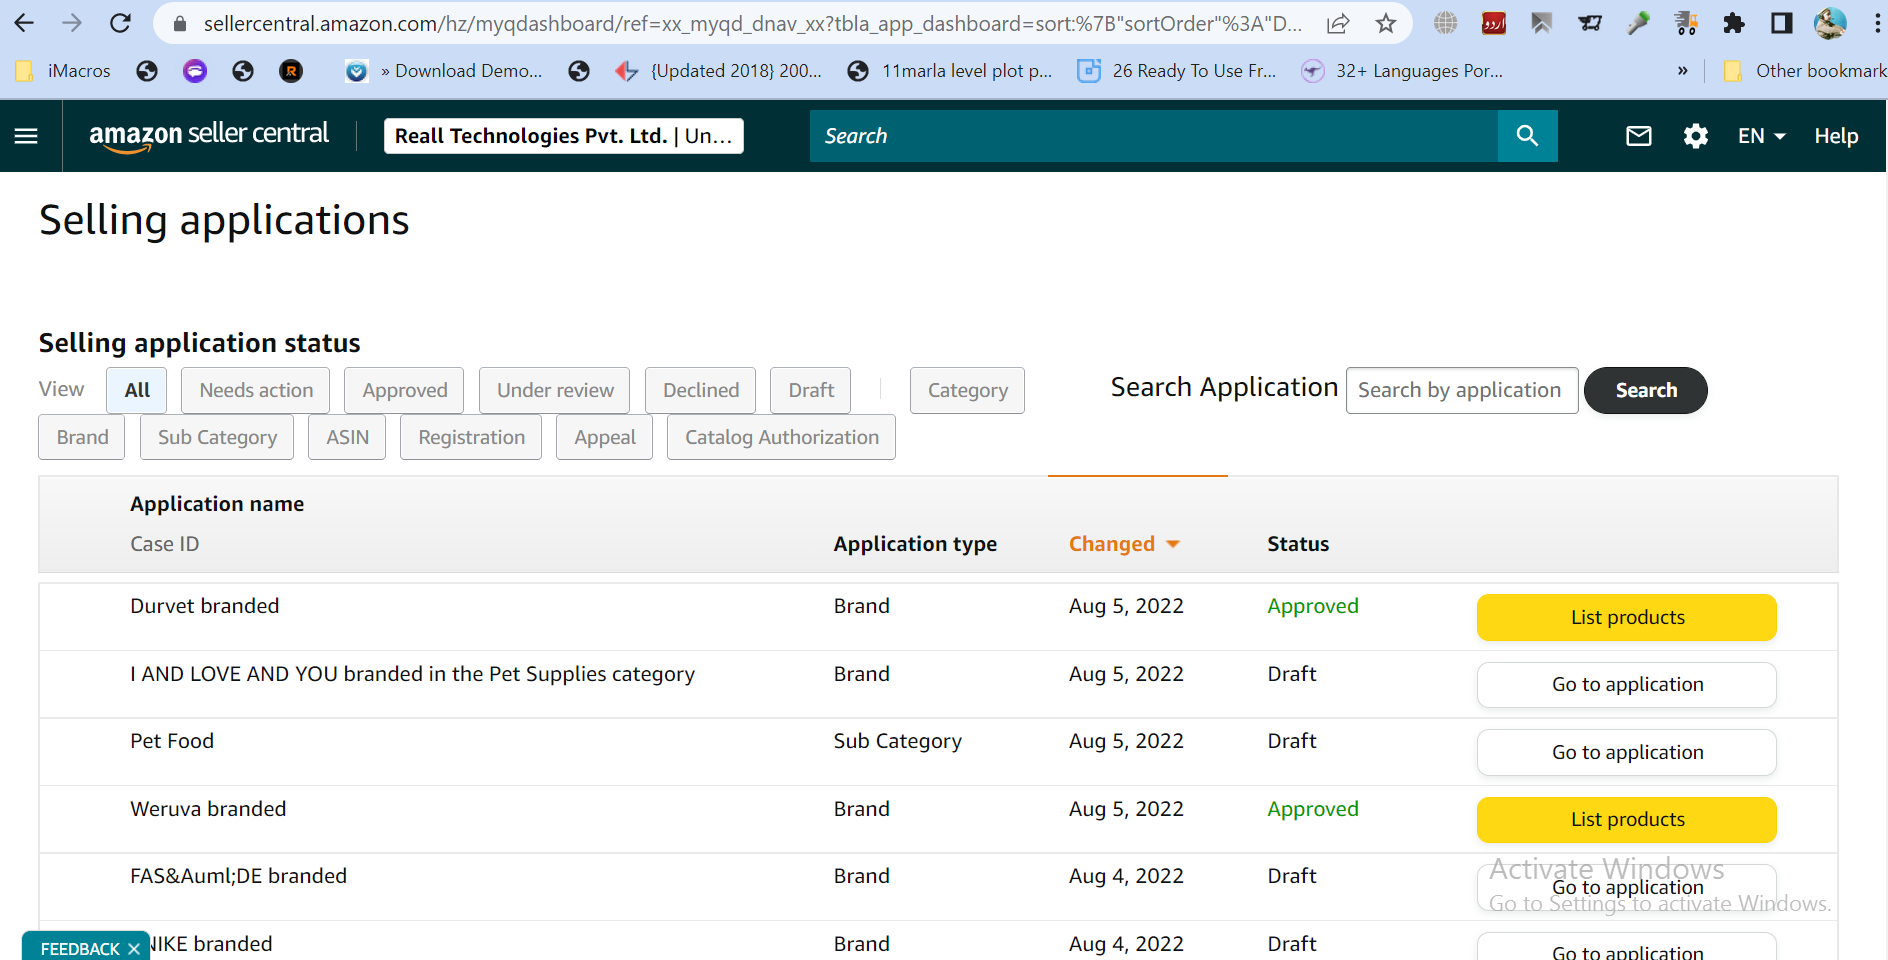 sellercentral.amazon.com/hz/myqdashboard/ref=xx_myqd_dnav_xx?tbla_app_dashboard=sort:%7B"sortOrder"%3A"D...
iMacros
» Download Demo...
{Updated 2018} 200...
11marla level plot p...
26 Ready To Use Fr...
32+ Languages Por...
»
Other bookmark
amazon seller central
Reall Technologies Pvt. Ltd. | Un...
Search
EN
Help
Selling applications
Selling application status
View All Needs action Approved Under review Declined Draft Category
Search Application Search by application Search
Brand Sub Category ASIN Registration Appeal Catalog Authorization
Application name
Case ID Application type Changed Status
Durvet branded Brand Aug 5, 2022 Approved List products
I AND LOVE AND YOU branded in the Pet Supplies category Brand Aug 5, 2022 Draft Go to application
Pet Food Sub Category Aug 5, 2022 Draft Go to application
Weruva branded Brand Aug 5, 2022 Approved List products
FAS&Auml;DE branded Brand Aug 4, 2022 Draft Go to application
Activate Windows
Go to Settings to activate Windows.
NIKE branded Brand Aug 4, 2022 Draft Go to application
FEEDBACK